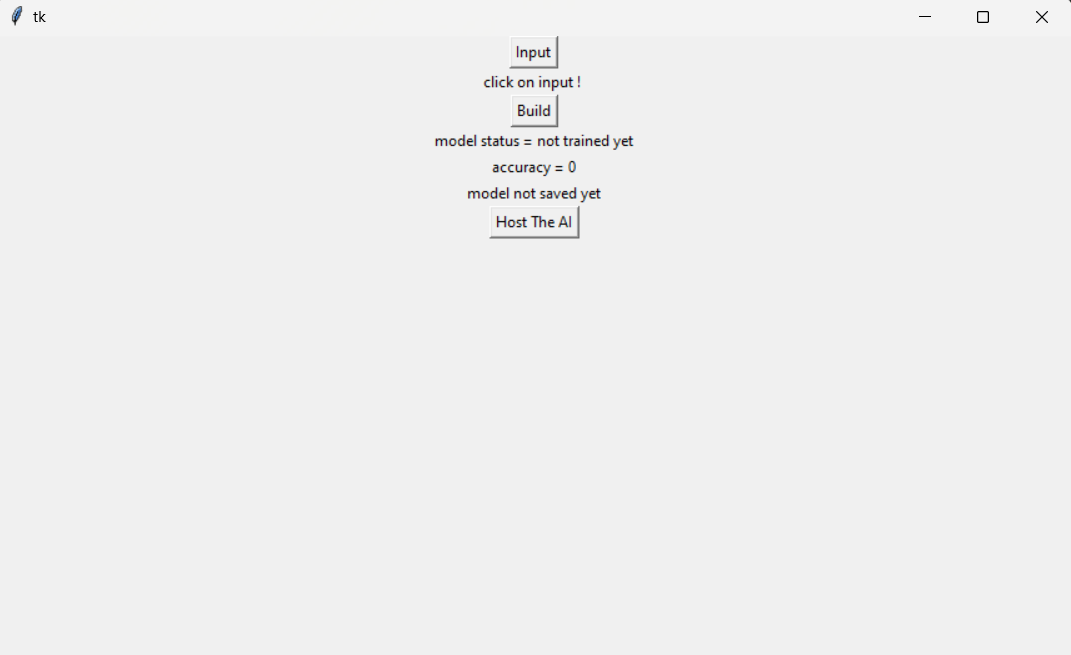 tk
Input
click on input !
Build
model status = not trained yet
accuracy = 0
model not saved yet
Host The AI